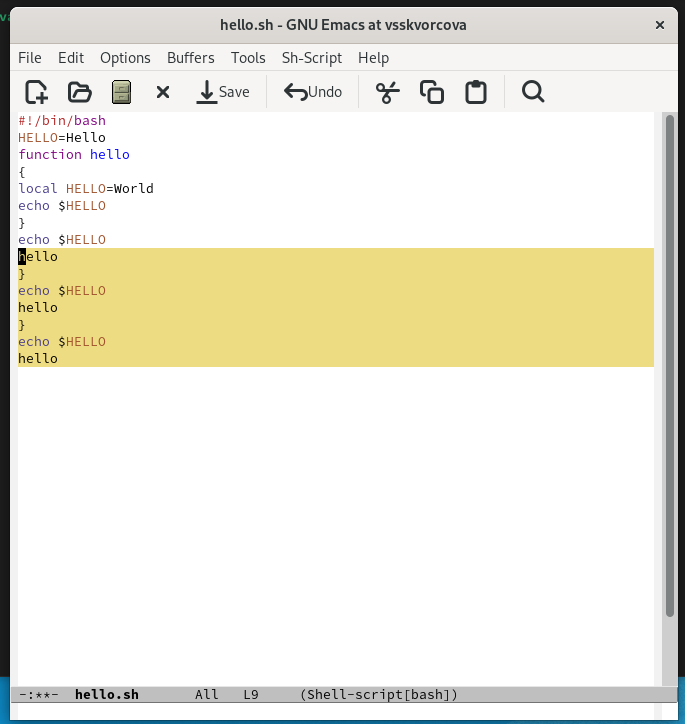 va
hello.sh - GNU Emacs at vsskvorcova
File Edit Options Buffers Tools Sh-Script Help
Save Undo
#!/bin/bash
HELLO=Hello
function hello
{
local HELLO=World
echo $HELLO
}
echo $HELLO
hello
}
echo $HELLO
hello
}
echo $HELLO
hello
-:**- hello.sh All L9 (Shell-script[bash])